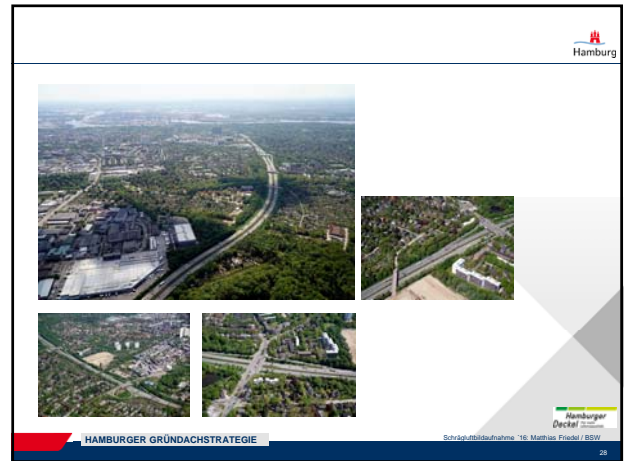 Hamburg
Hamburger
Deckel
HAMBURGER GRÜNDACHSTRATEGIE
Schrägluftbildaufnahme ´16: Matthias Friedel / BSW
28